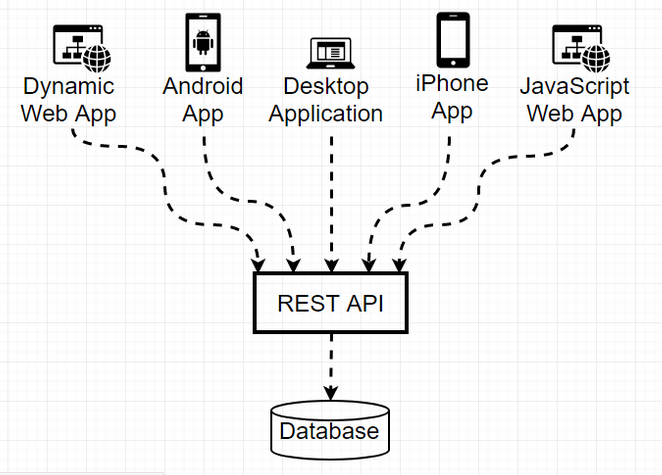 Dynamic
Web App
Android
App
Desktop
Application
iPhone
App
JavaScript
Web App
REST API
Database